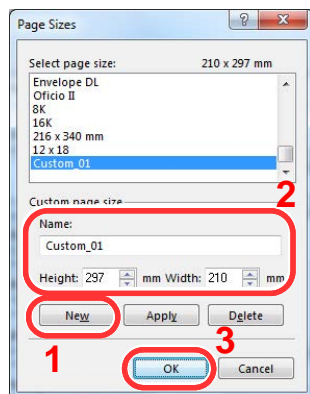 Page Sizes
Select page size: 210 x 297 mm
Envelope DL
Oficio II
8K
16K
216 x 340 mm
12 x 18
Custom_01
Custom page size
2
Name:
Custom_01
Height: 297 mm Width: 210 mm
New Apply Delete
1 3
OK Cancel